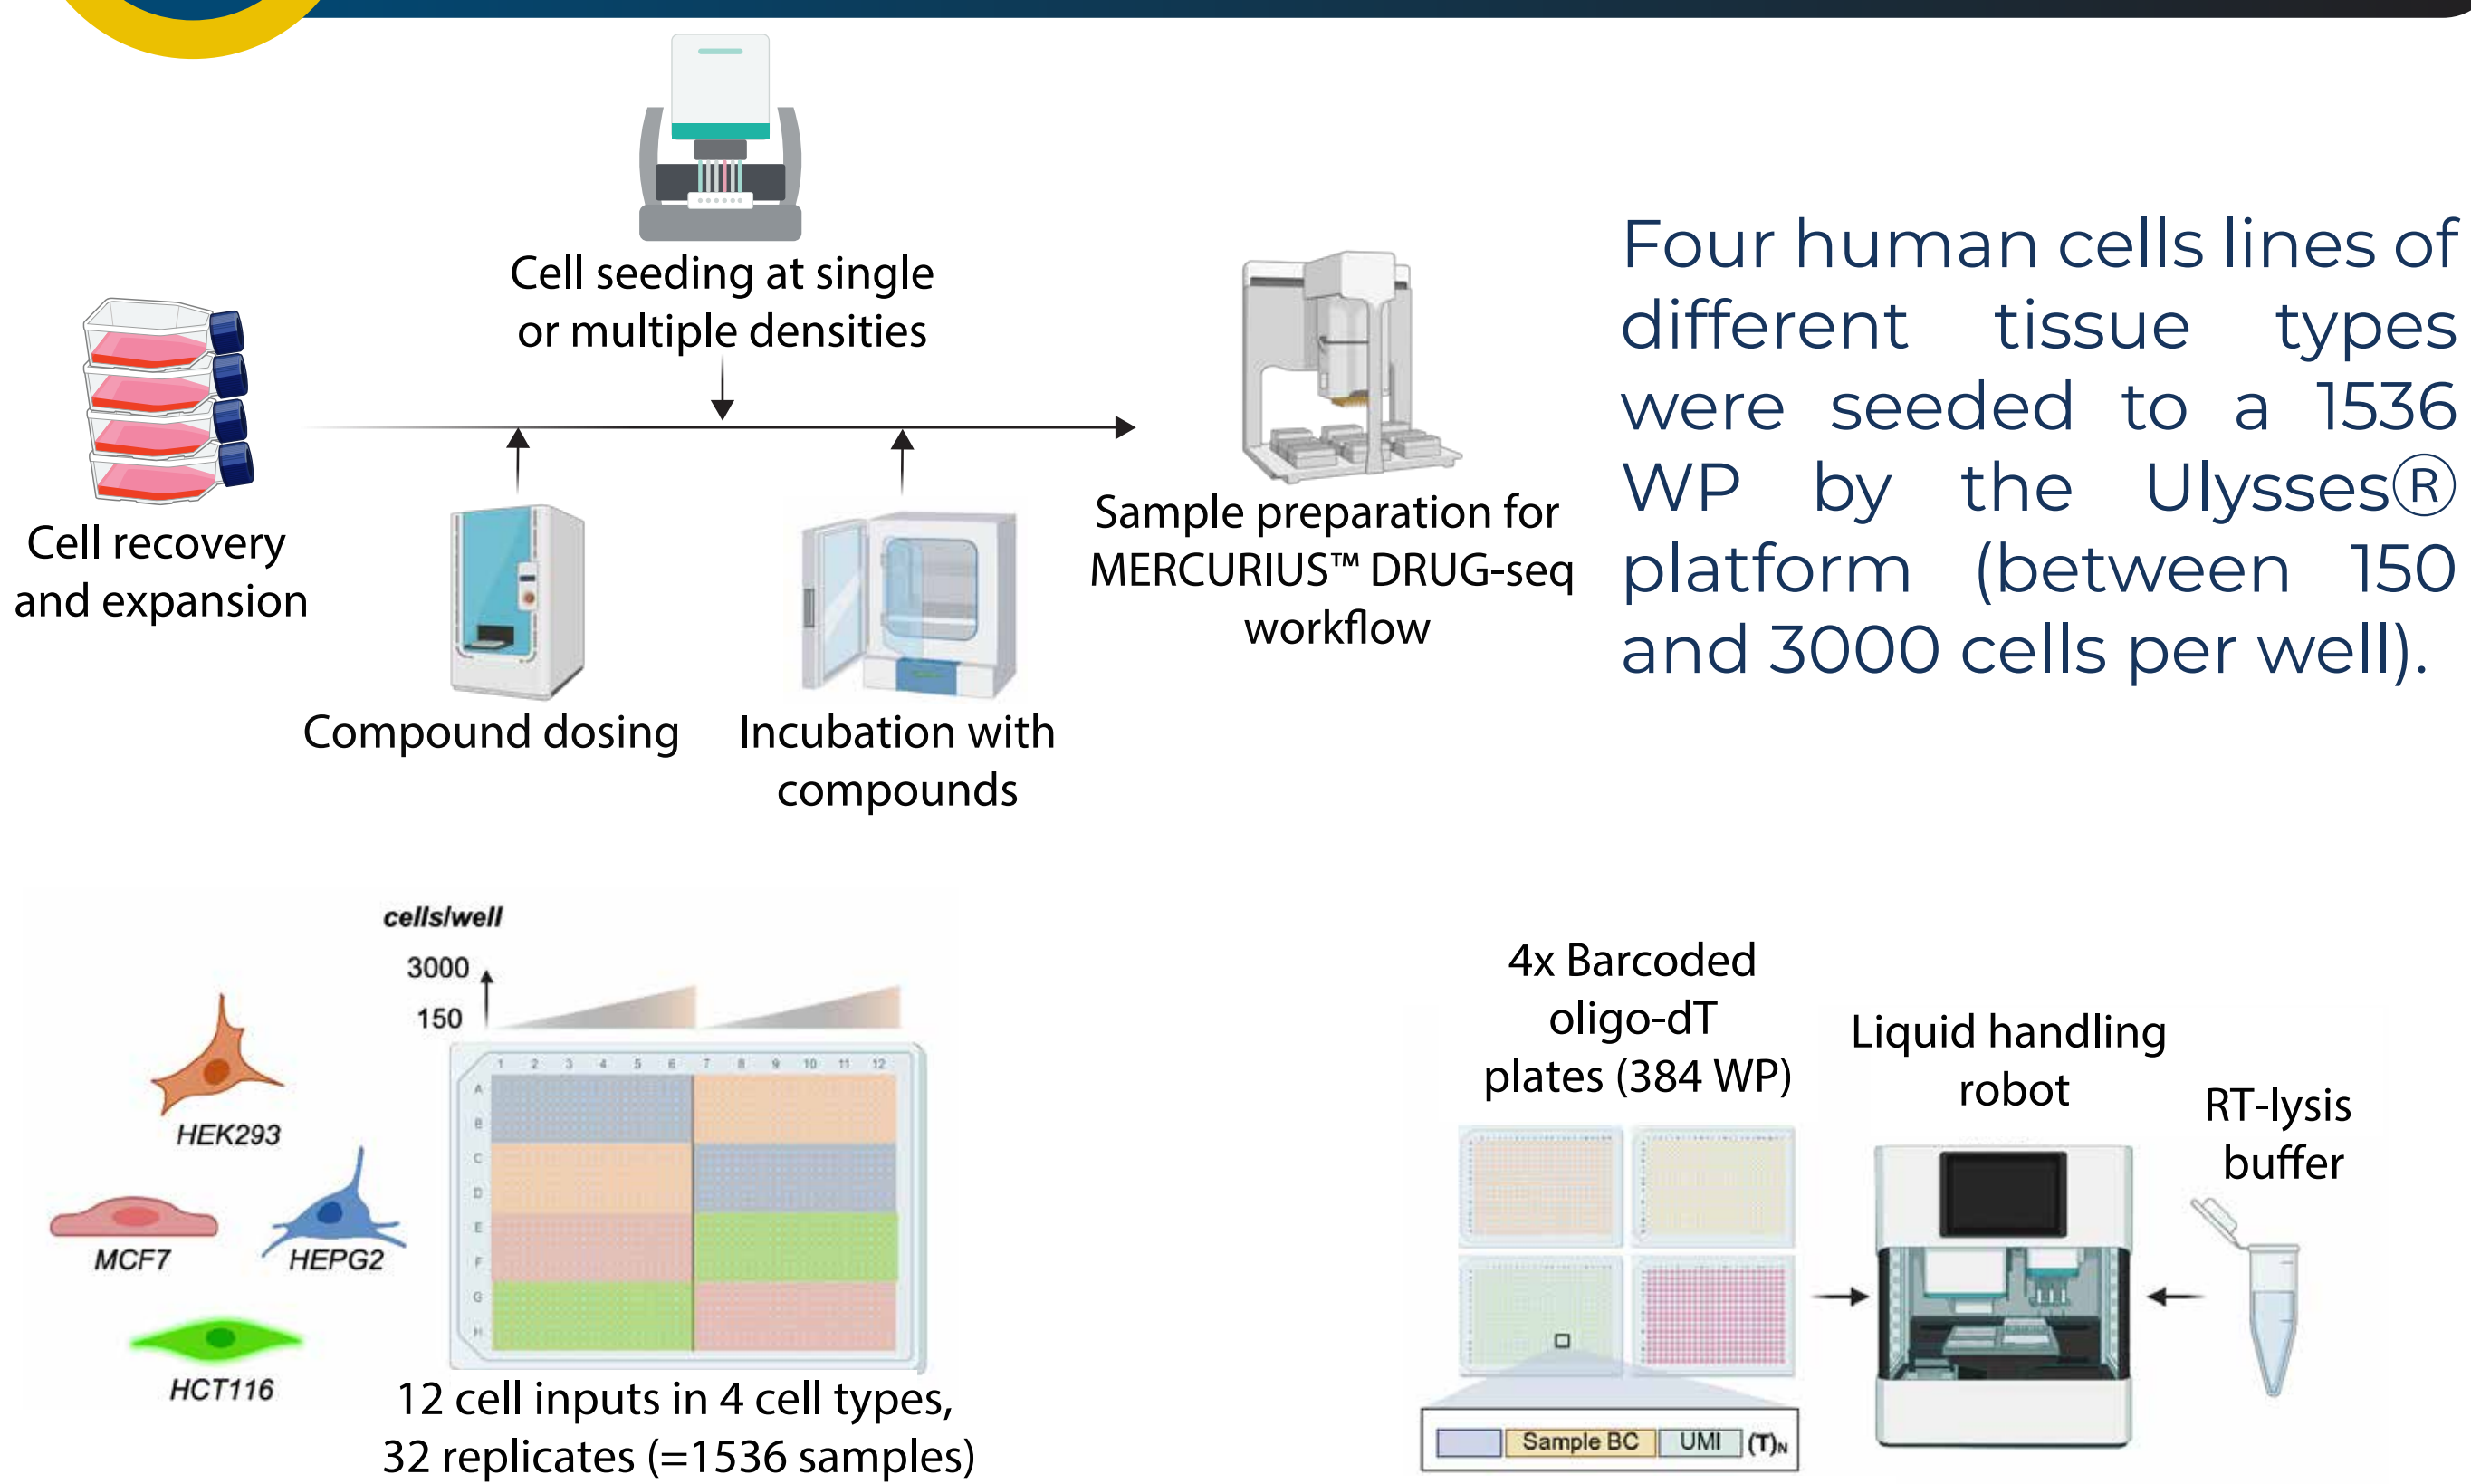 Cell seeding at single
or multiple densities
Cell recovery
and expansion
Compound dosing
Incubation with
compounds
Sample preparation for
MERCURIUS™ DRUG-seq
workflow
Four human cells lines of
different tissue types
were seeded to a 1536
WP by the Ulysses®
platform (between 150
and 3000 cells per well).
cells/well
3000
150
HEK293
MCF7
HEPG2
HCT116
1 2 3 4 5 6 7 8 9 10 11 12
A
B
C
D
E
F
G
H
12 cell inputs in 4 cell types,
32 replicates (=1536 samples)
4x Barcoded
oligo-dT
plates (384 WP)
Liquid handling
robot
RT-lysis
buffer
Sample BC UMI (T)N